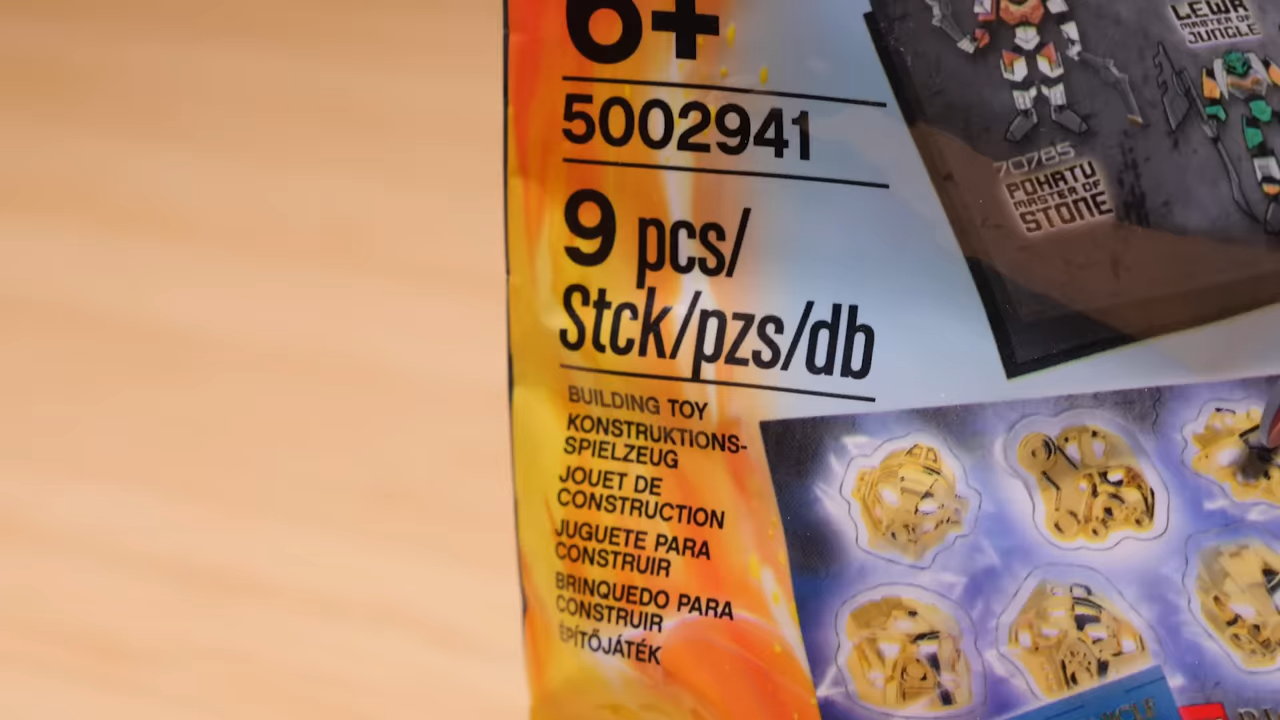 6+
5002941
9 pcs/
Stck/pzs/db
BUILDING TOY
KONSTRUKTIONS-
SPIELZEUG
JOUET DE
CONSTRUCTION
JUGUETE PARA
CONSTRUIR
BRINQUEDO PARA
CONSTRUIR
ÉPÍTŐJÁTÉK
LEWA
MASTER OF
JUNGLE
70785
POHATU
MASTER OF
STONE